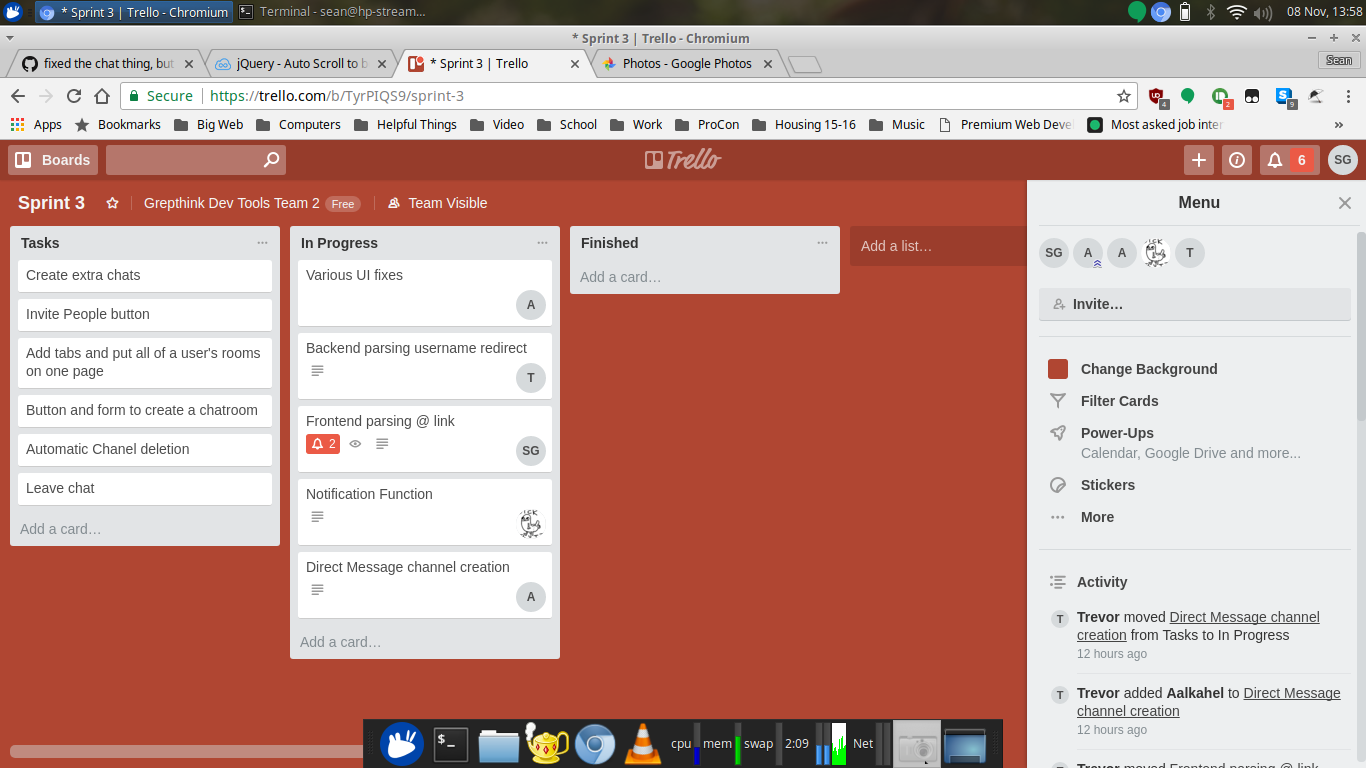 * Sprint 3 | Trello - Chromium
Terminal - sean@hp-stream...
08 Nov, 13:58
* Sprint 3 | Trello - Chromium
fixed the chat thing, but
jQuery - Auto Scroll to b
* Sprint 3 | Trello
Photos - Google Photos
Sean
Secure
https://trello.com/b/TyrPIQS9/sprint-3
4
2
9
Apps
Bookmarks
Big Web
Computers
Helpful Things
Video
School
Work
ProCon
Housing 15-16
Music
Premium Web Deve
Most asked job inter
»
Boards
Trello
6
SG
Sprint 3
Grepthink Dev Tools Team 2
Free
Team Visible
Tasks
Create extra chats
Invite People button
Add tabs and put all of a user's rooms
on one page
Button and form to create a chatroom
Automatic Chanel deletion
Leave chat
Add a card…
In Progress
Various UI fixes
A
Backend parsing username redirect
T
Frontend parsing @ link
2
SG
Notification Function
Direct Message channel creation
A
Add a card…
Finished
Add a card…
Add a list…
Menu
SG
A
A
T
Invite…
Change Background
Filter Cards
Power-Ups
Calendar, Google Drive and more...
Stickers
More
Activity
T
Trevor moved Direct Message channel
creation from Tasks to In Progress
12 hours ago
T
Trevor added Aalkahel to Direct Message
channel creation
12 hours ago
Trevor moved Frontend parsing @ link
cpu
mem
swap
2:09
Net